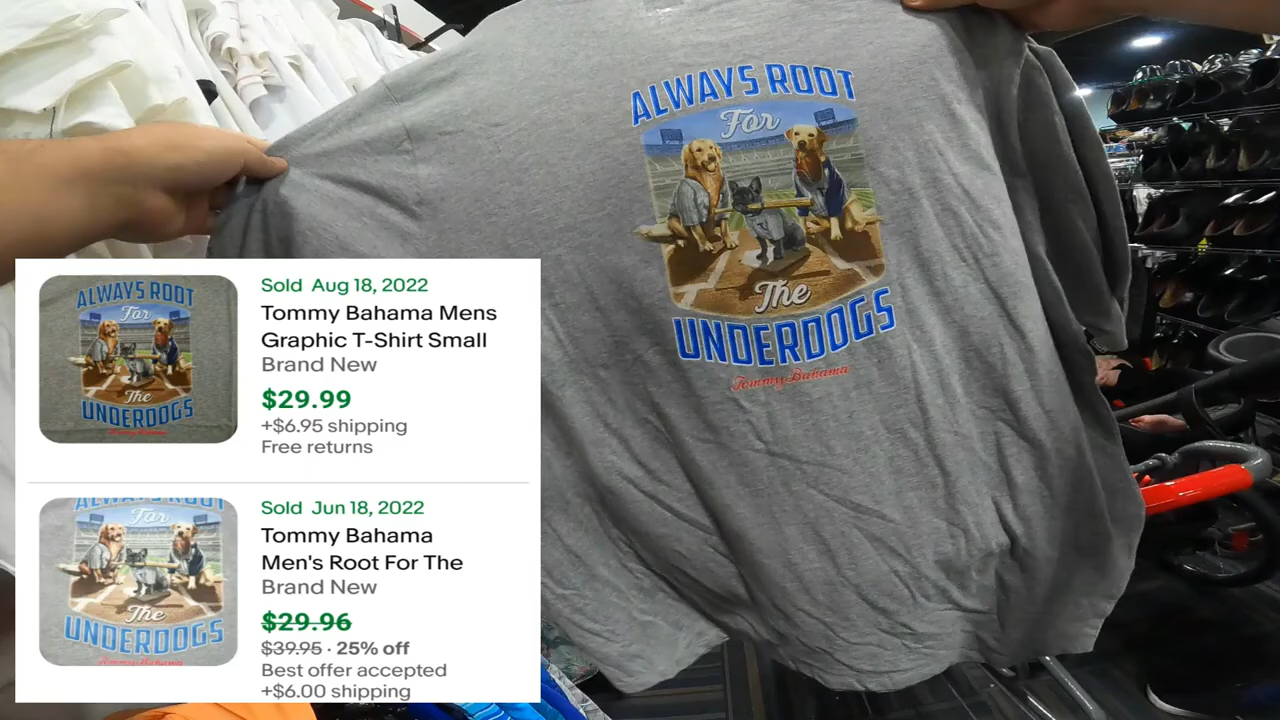 ALWAYS ROOT
For
The
UNDERDOGS
Tommy Bahama
ALWAYS ROOT
For
The
UNDERDOGS
Sold Aug 18, 2022
Tommy Bahama Mens
Graphic T-Shirt Small
Brand New
$29.99
+$6.95 shipping
Free returns
ALWAYS ROOT
For
The
UNDERDOGS
Sold Jun 18, 2022
Tommy Bahama
Men's Root For The
Brand New
$29.96
$39.95 · 25% off
Best offer accepted
+$6.00 shipping